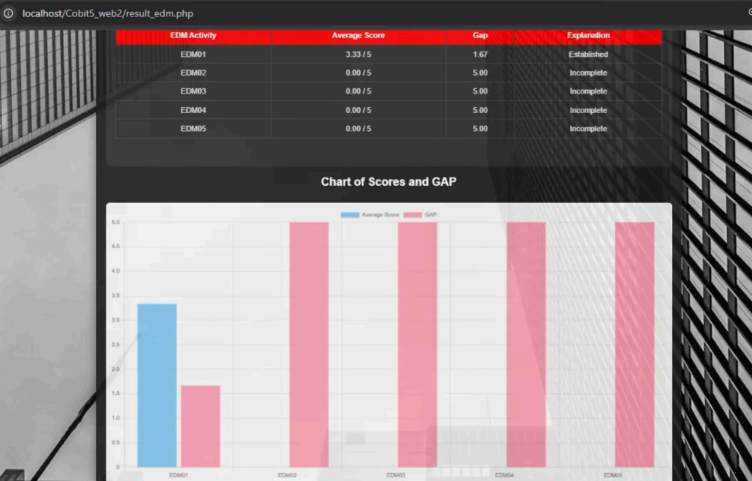 localhost/Cobit5_web2/result_edm.php
EDM Activity Average Score Gap Explanation
EDM01 3.33 / 5 1.67 Established
EDM02 0.00 / 5 5.00 Incomplete
EDM03 0.00 / 5 5.00 Incomplete
EDM04 0.00 / 5 5.00 Incomplete
EDM05 0.00 / 5 5.00 Incomplete
Chart of Scores and GAP
Average Score GAP
5.0
4.5
4.0
3.5
3.0
2.5
2.0
1.5
1.0
0.5
0
EDM01 EDM02 EDM03 EDM04 EDM05